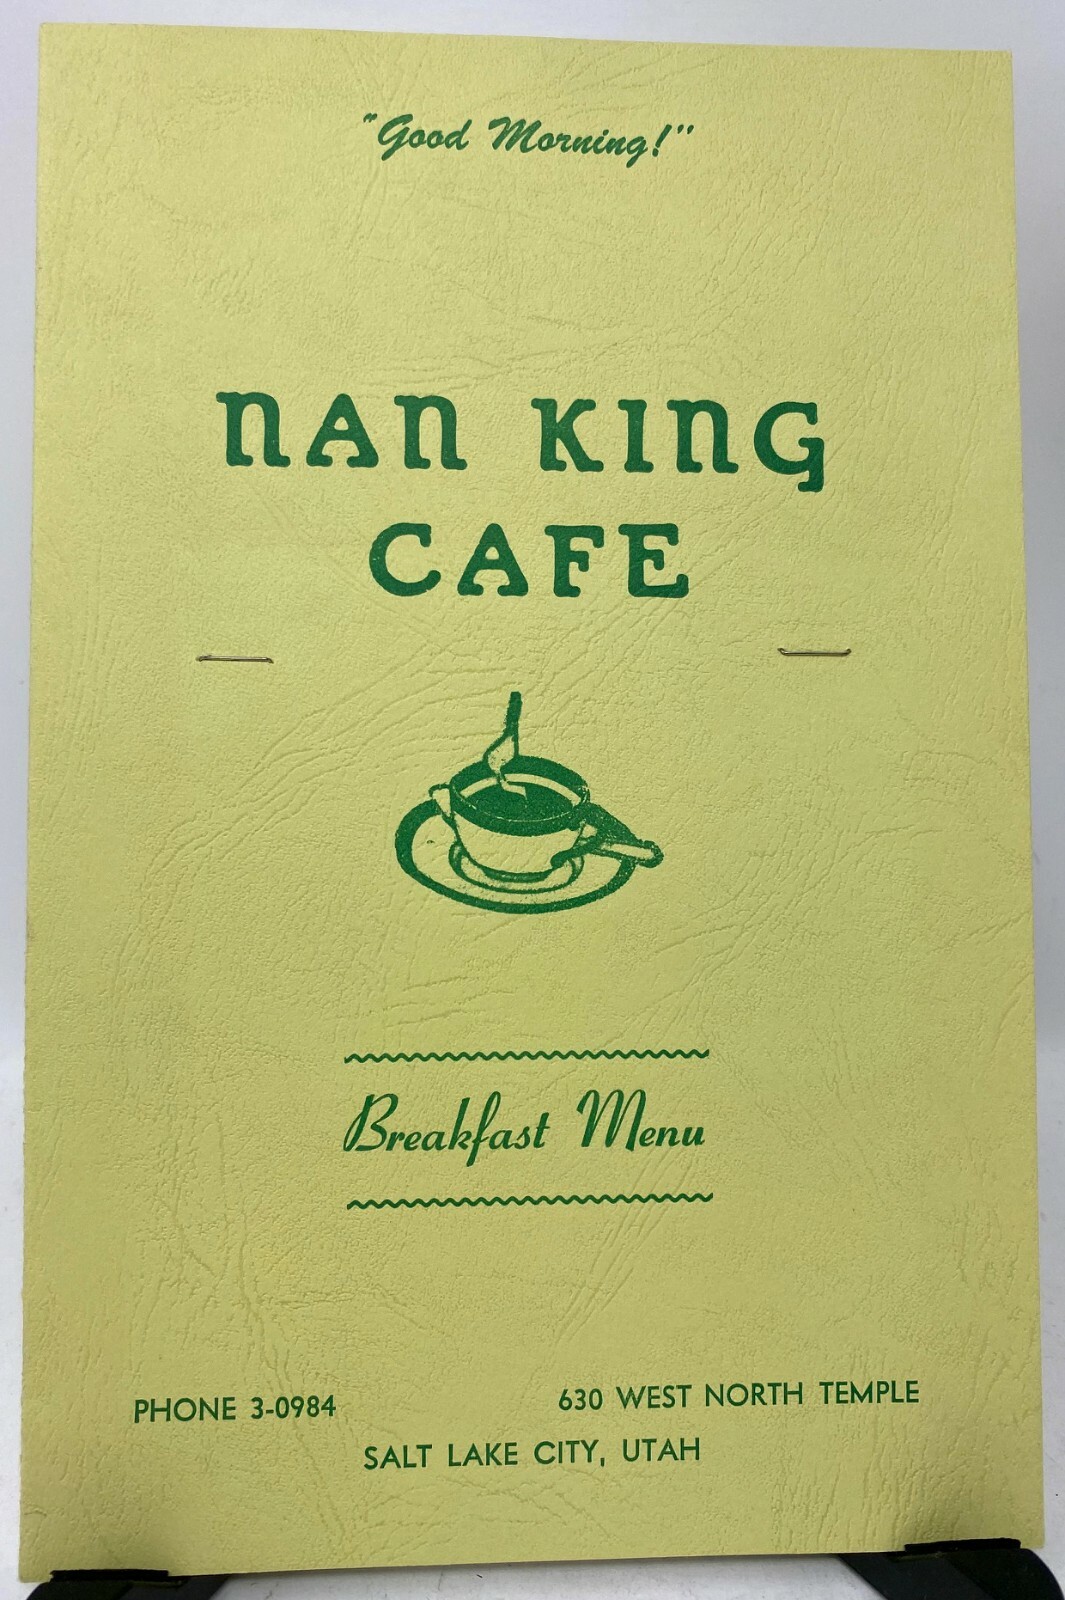 "Good Morning!"
NAN KING
CAFE
Breakfast Menu
PHONE 3-0984
630 WEST NORTH TEMPLE
SALT LAKE CITY, UTAH